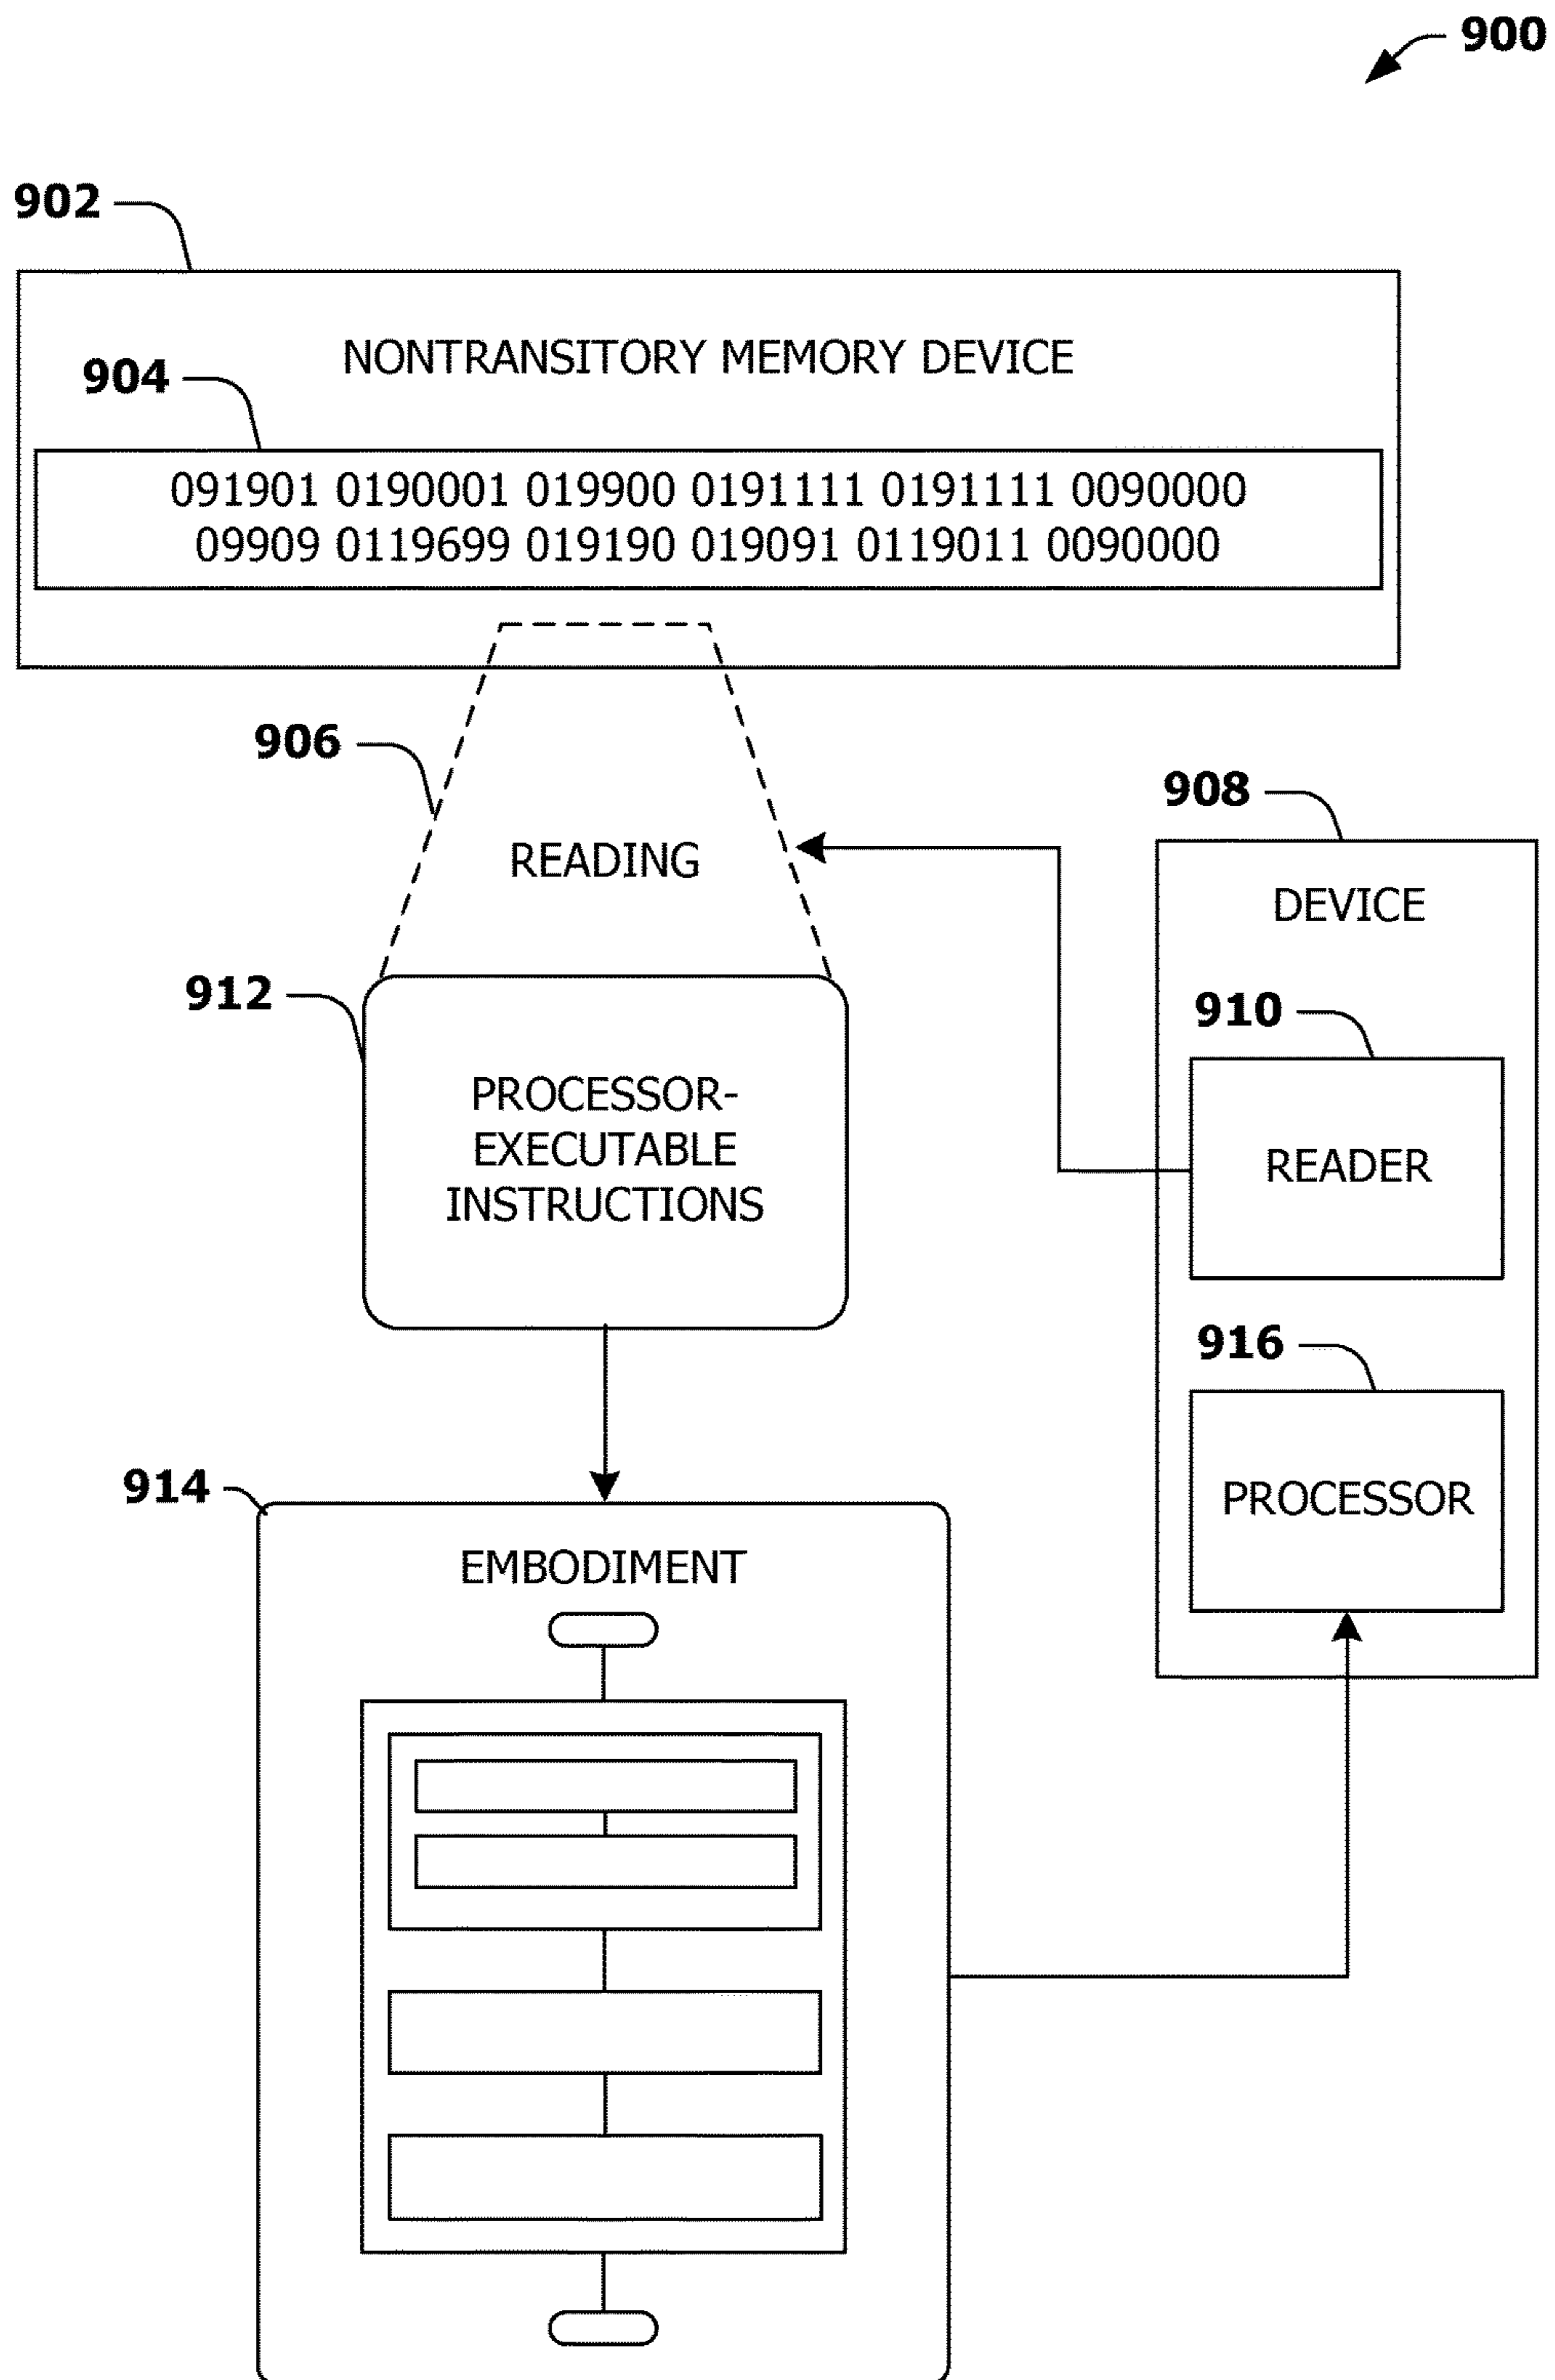 900
902
NONTRANSITORY MEMORY DEVICE
904
091901 0190001 019900 0191111 0191111 0090000
09909 0119699 019190 019091 0119011 0090000
906
READING
908
DEVICE
912
PROCESSOR-
EXECUTABLE
INSTRUCTIONS
910
READER
916
PROCESSOR
914
EMBODIMENT